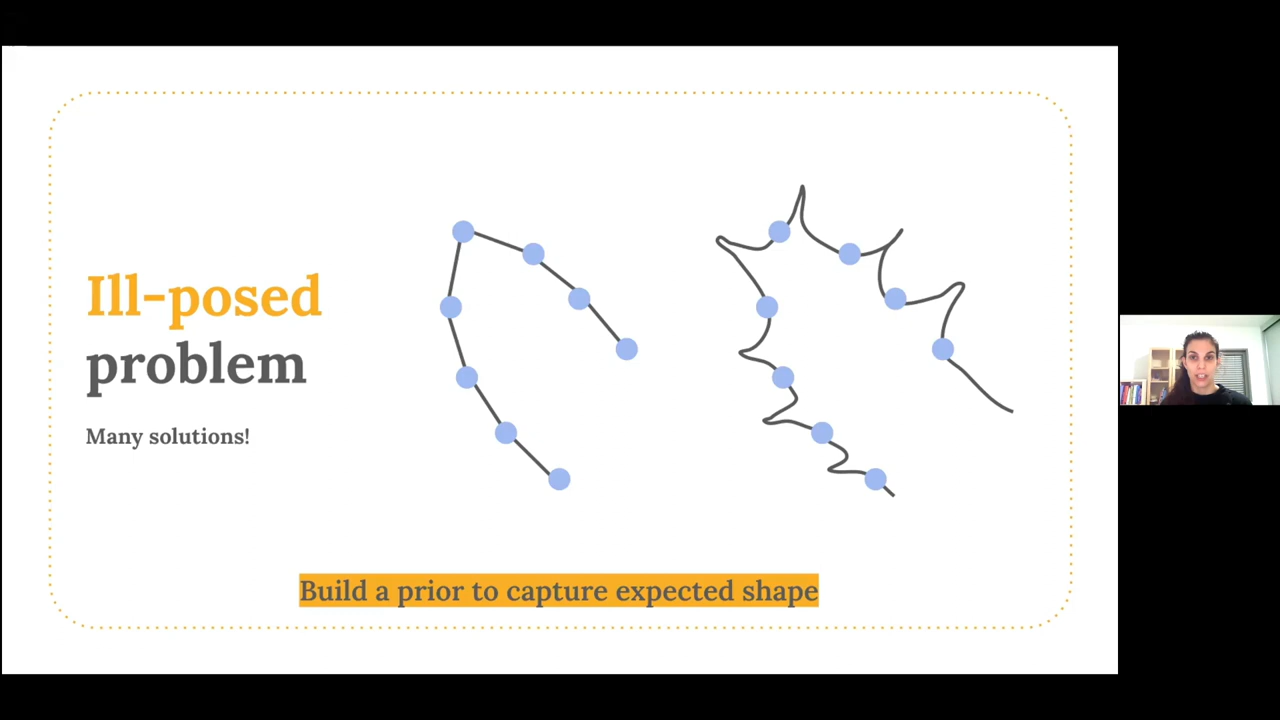 Ill-posed
problem
Many solutions!
Build a prior to capture expected shape